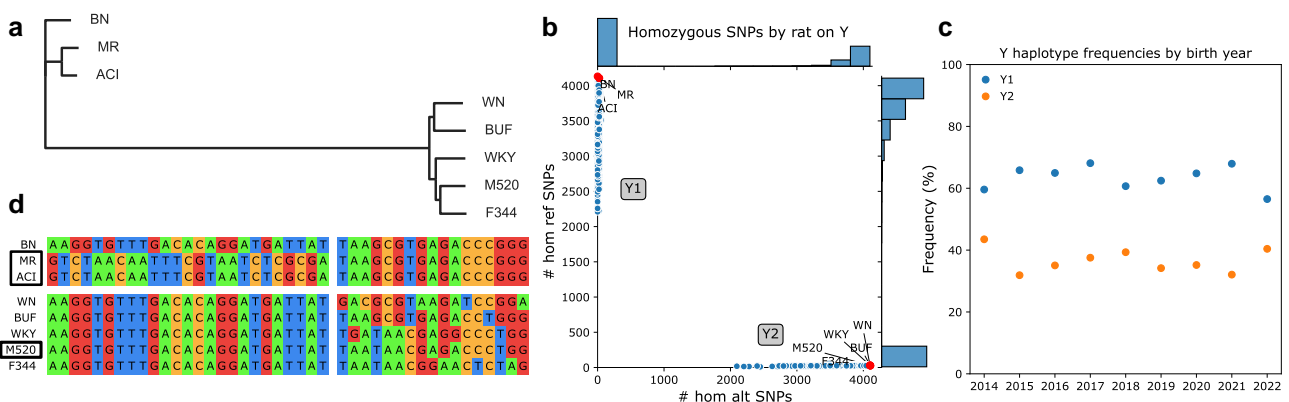 a
BN
MR
ACI
WN
BUF
WKY
M520
F344
b
Homozygous SNPs by rat on Y
# hom ref SNPs
4000
3500
3000
2500
2000
1500
1000
500
0
BN
MR
ACI
Y1
Y2
WN
WKY
M520
BUF
F344
0 1000 2000 3000 4000
# hom alt SNPs
c
Y haplotype frequencies by birth year
Y1
Y2
Frequency (%)
100
80
60
40
20
0
2014 2015 2016 2017 2018 2019 2020 2021 2022
d
BN AAGGTGTTTGACACAGGATGATTAT TAAGCGTGAGACCCGGG
MR GTCTAACAATTTCGTAATCTCGCGA TAAGCGTGAGACCCGGG
ACI GTCTAACAATTTCGTAATCTCGCGA TAAGCGTGAGACCCGGG
WN AAGGTGTTTGACACAGGATGATTAT GACGCGTAAGATCCGGA
BUF AAGGTGTTTGACACAGGATGATTAT TAAGCGTGAGACCTGGG
WKY AAGGTGTTTGACACAGGATGATTAT TGATAACGAGGCCCTGG
M520 AAGGTGTTTGACACAGGATGATTAT TAATAACGAGACCCTGG
F344 AAGGTGTTTGACACAGGATGATTAT TAATAACGGAACTCTAG